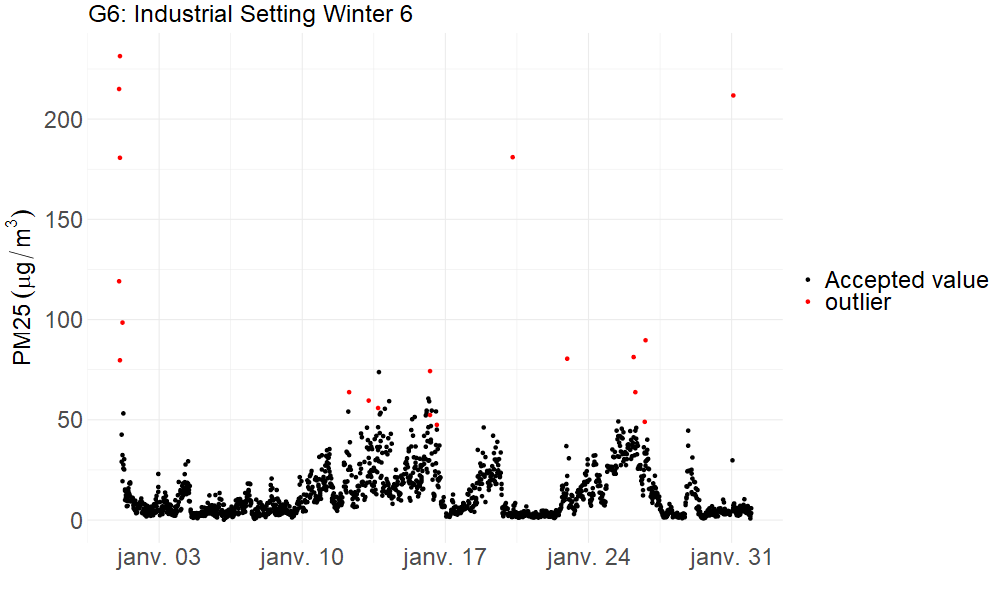 G6: Industrial Setting Winter 6
PM25 (μg/m³)
200
150
100
50
0
janv. 03 janv. 10 janv. 17 janv. 24 janv. 31
Accepted value
outlier